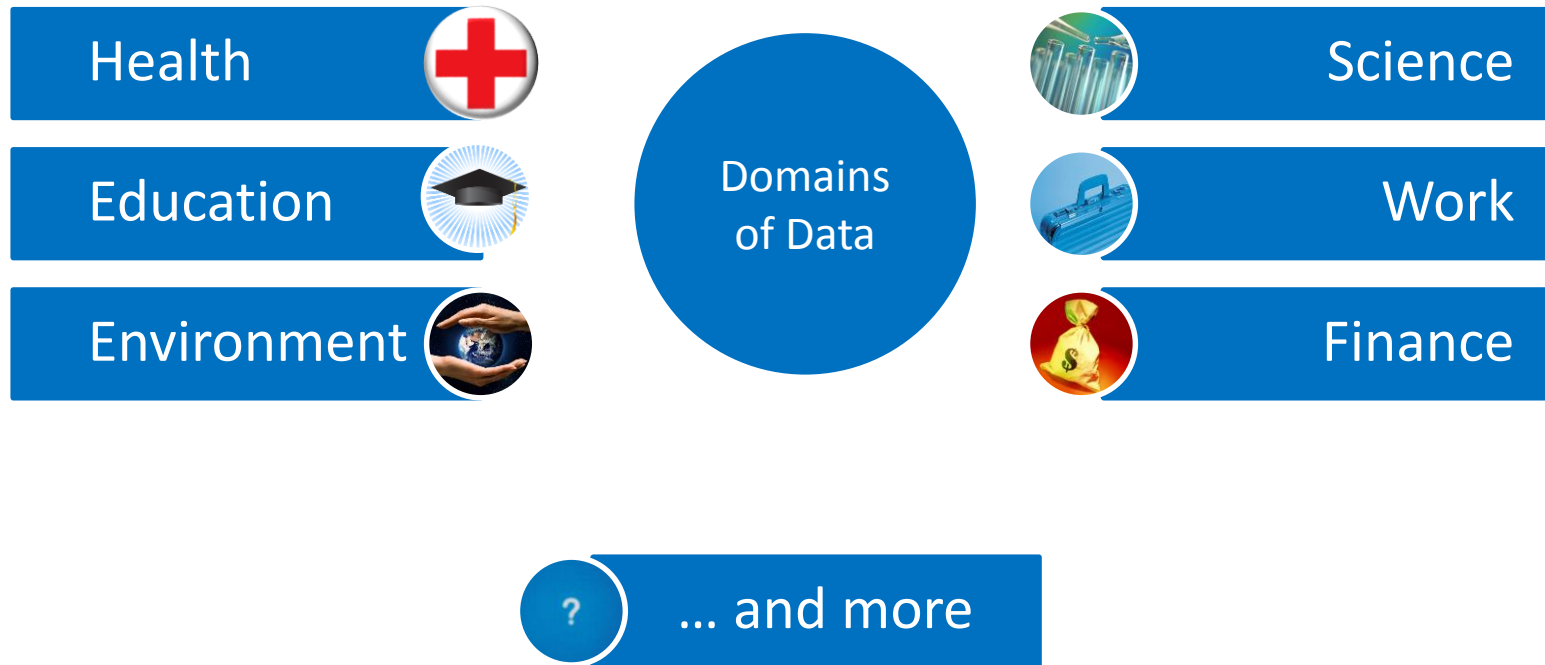 Health
Education
Environment
Domains
of Data
Science
Work
$
Finance
?
... and more